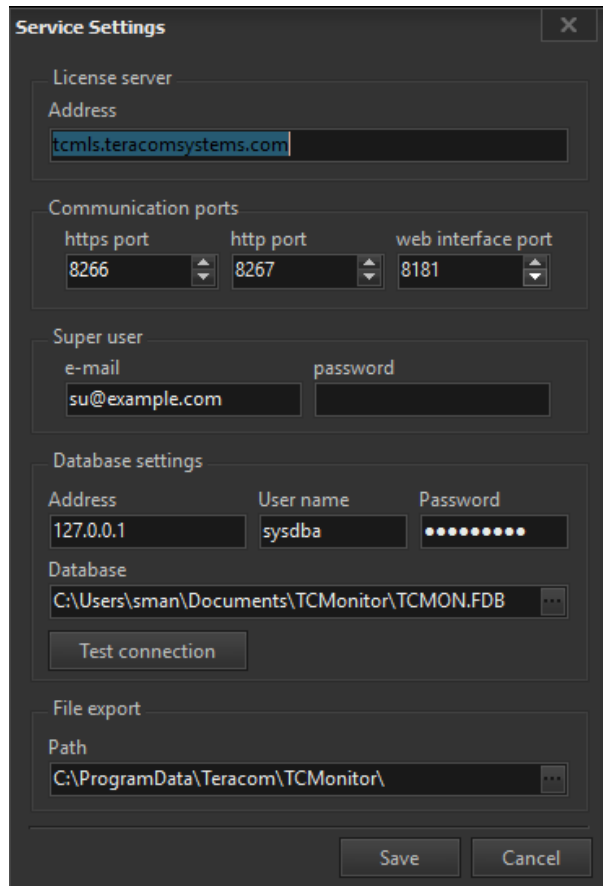 Service Settings
License server
Address
tcmls.teracomsystems.com
Communication ports
https port http port web interface port
8266 8267 8181
Super user
e-mail password
su@example.com
Database settings
Address User name Password
127.0.0.1 sysdba •••••••••
Database
C:\Users\sman\Documents\TCMonitor\TCMON.FDB ...
Test connection
File export
Path
C:\ProgramData\Teracom\TCMonitor\ ...
Save Cancel